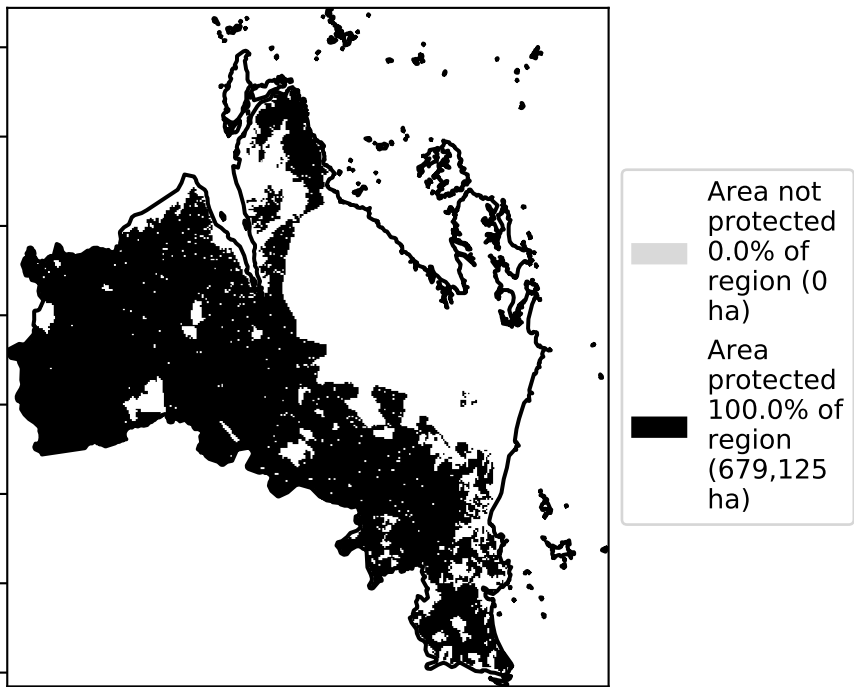 Area not
protected
0.0% of
region (0
ha)
Area
protected
100.0% of
region
(679,125
ha)